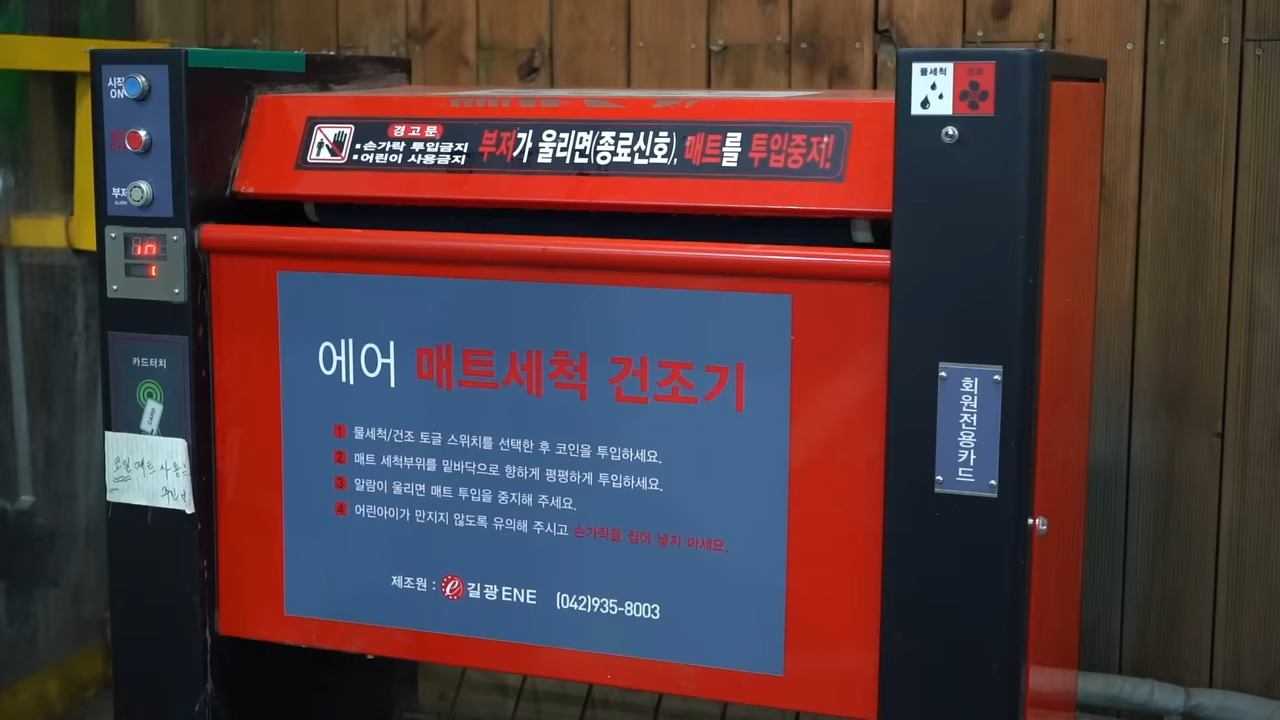 시작
ON
부저
ALARM
in
카드터치
CARD
경고문
▪손가락 투입금지
▪어린이 사용금지
부저가 울리면(종료신호), 매트를 투입중지!
물세척
건조
에어 매트세척 건조기
1 물세척/건조 토글 스위치를 선택한 후 코인을 투입하세요.
2 매트 세척부위를 밑바닥으로 향하게 평평하게 투입하세요.
3 알람이 울리면 매트 투입을 중지해 주세요.
4 어린아이가 만지지 않도록 유의해 주시고 손가락을 집어 넣지 마세요.
제조원 : e 길광 ENE (042)935-8003
회원전용카드